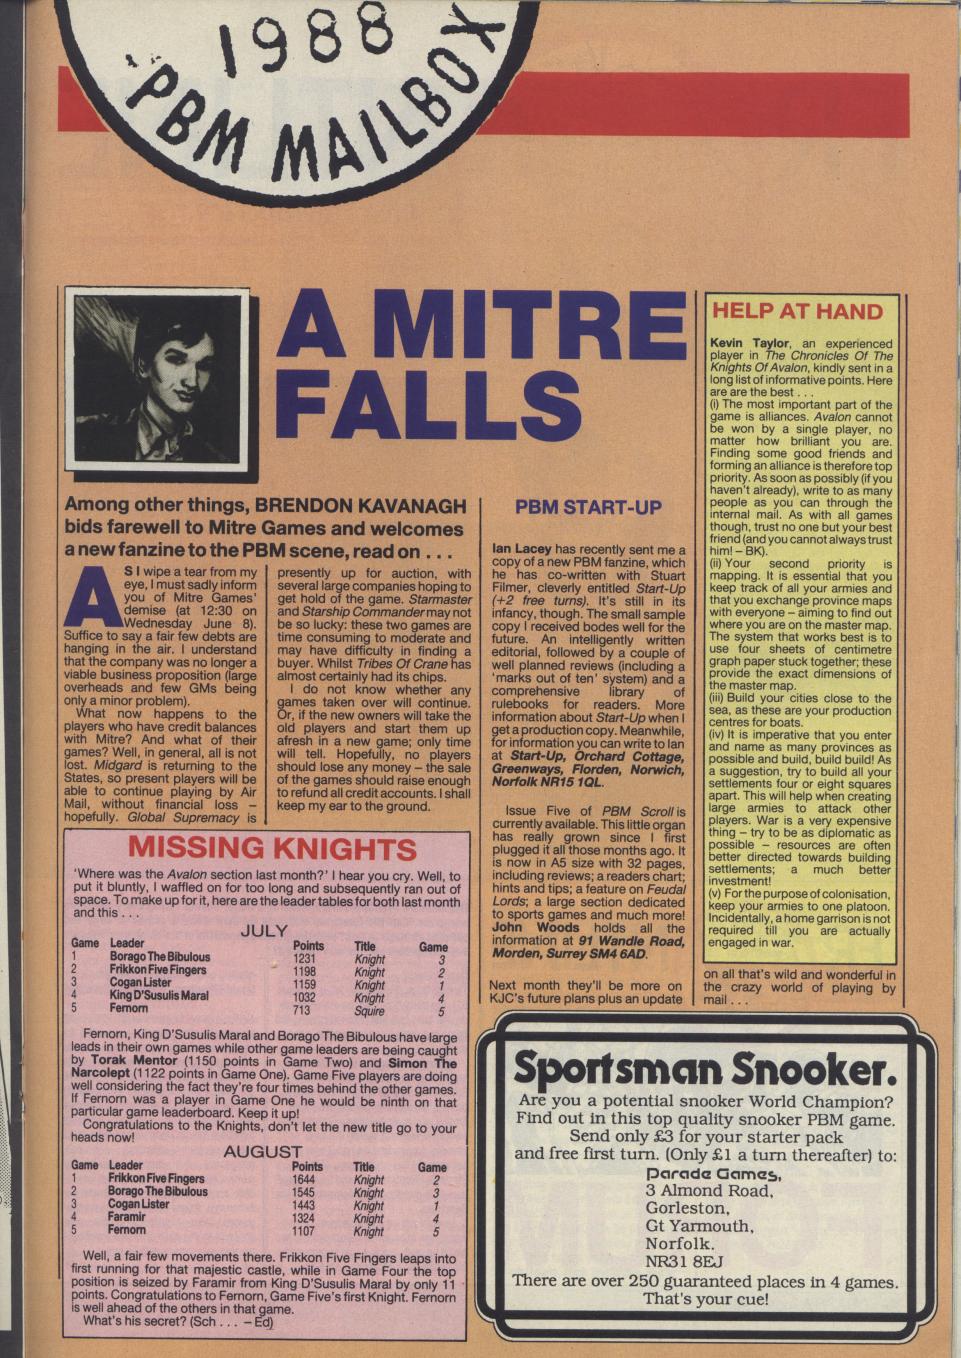 1988
PBM MAILBOX
A MITRE
FALLS
Among other things, BRENDON KAVANAGH
bids farewell to Mitre Games and welcomes
a new fanzine to the PBM scene, read on . . .
AS I wipe a tear from my
eye, I must sadly inform
you of Mitre Games'
demise (at 12:30 on
Wednesday June 8).
Suffice to say a fair few debts are
hanging in the air. I understand
that the company was no longer a
viable business proposition (large
overheads and few GMs being
only a minor problem).
What now happens to the
players who have credit balances
with Mitre? And what of their
games? Well, in general, all is not
lost. Midgard is returning to the
States, so present players will be
able to continue playing by Air
Mail, without financial loss –
hopefully. Global Supremacy is
presently up for auction, with
several large companies hoping to
get hold of the game. Starmaster
and Starship Commander may not
be so lucky: these two games are
time consuming to moderate and
may have difficulty in finding a
buyer. Whilst Tribes Of Crane has
almost certainly had its chips.
I do not know whether any
games taken over will continue.
Or, if the new owners will take the
old players and start them up
afresh in a new game; only time
will tell. Hopefully, no players
should lose any money – the sale
of the games should raise enough
to refund all credit accounts. I shall
keep my ear to the ground.
MISSING KNIGHTS
'Where was the Avalon section last month?' I hear you cry. Well, to
put it bluntly, I waffled on for too long and subsequently ran out of
space. To make up for it, here are the leader tables for both last month
and this . . .
JULY
Game Leader Points Title Game
1 Borago The Bibulous 1231 Knight 3
2 Frikkon Five Fingers 1198 Knight 2
3 Cogan Lister 1159 Knight 1
4 King D'Susulis Maral 1032 Knight 4
5 Fernorn 713 Squire 5
Fernorn, King D'Susulis Maral and Borago The Bibulous have large
leads in their own games while other game leaders are being caught
by Torak Mentor (1150 points in Game Two) and Simon The
Narcolept (1122 points in Game One). Game Five players are doing
well considering the fact they're four times behind the other games.
If Fernorn was a player in Game One he would be ninth on that
particular game leaderboard. Keep it up!
Congratulations to the Knights, don't let the new title go to your
heads now!
AUGUST
Game Leader Points Title Game
1 Frikkon Five Fingers 1644 Knight 2
2 Borago The Bibulous 1545 Knight 3
3 Cogan Lister 1443 Knight 1
4 Faramir 1324 Knight 4
5 Fernorn 1107 Knight 5
Well, a fair few movements there. Frikkon Five Fingers leaps into
first running for that majestic castle, while in Game Four the top
position is seized by Faramir from King D'Susulis Maral by only 11
points. Congratulations to Fernorn, Game Five's first Knight. Fernorn
is well ahead of the others in that game.
What's his secret? (Sch . . . – Ed)
PBM START-UP
Ian Lacey has recently sent me a
copy of a new PBM fanzine, which
he has co-written with Stuart
Filmer, cleverly entitled Start-Up
(+2 free turns). It's still in its
infancy, though. The small sample
copy I received bodes well for the
future. An intelligently written
editorial, followed by a couple of
well planned reviews (including a
'marks out of ten' system) and a
comprehensive library of
rulebooks for readers. More
information about Start-Up when I
get a production copy. Meanwhile,
for information you can write to Ian
at Start-Up, Orchard Cottage,
Greenways, Florden, Norwich,
Norfolk NR15 1QL.
Issue Five of PBM Scroll is
currently available. This little organ
has really grown since I first
plugged it all those months ago. It
is now in A5 size with 32 pages,
including reviews; a readers chart;
hints and tips; a feature on Feudal
Lords; a large section dedicated
to sports games and much more!
John Woods holds all the
information at 91 Wandle Road,
Morden, Surrey SM4 6AD.
Next month they'll be more on
KJC's future plans plus an update
on all that's wild and wonderful in
the crazy world of playing by
mail . . .
HELP AT HAND
Kevin Taylor, an experienced
player in The Chronicles Of The
Knights Of Avalon, kindly sent in a
long list of informative points. Here
are are the best . . .
(i) The most important part of the
game is alliances. Avalon cannot
be won by a single player, no
matter how brilliant you are.
Finding some good friends and
forming an alliance is therefore top
priority. As soon as possibly (if you
haven't already), write to as many
people as you can through the
internal mail. As with all games
though, trust no one but your best
friend (and you cannot always trust
him! – BK).
(ii) Your second priority is
mapping. It is essential that you
keep track of all your armies and
that you exchange province maps
with everyone – aiming to find out
where you are on the master map.
The system that works best is to
use four sheets of centimetre
graph paper stuck together; these
provide the exact dimensions of
the master map.
(iii) Build your cities close to the
sea, as these are your production
centres for boats.
(iv) It is imperative that you enter
and name as many provinces as
possible and build, build build! As
a suggestion, try to build all your
settlements four or eight squares
apart. This will help when creating
large armies to attack other
players. War is a very expensive
thing – try to be as diplomatic as
possible – resources are often
better directed towards building
settlements; a much better
investment!
(v) For the purpose of colonisation,
keep your armies to one platoon.
Incidentally, a home garrison is not
required till you are actually
engaged in war.
Sportsman Snooker.
Are you a potential snooker World Champion?
Find out in this top quality snooker PBM game.
Send only £3 for your starter pack
and free first turn. (Only £1 a turn thereafter) to:
Parade Games,
3 Almond Road,
Gorleston,
Gt Yarmouth,
Norfolk.
NR31 8EJ
There are over 250 guaranteed places in 4 games.
That's your cue!